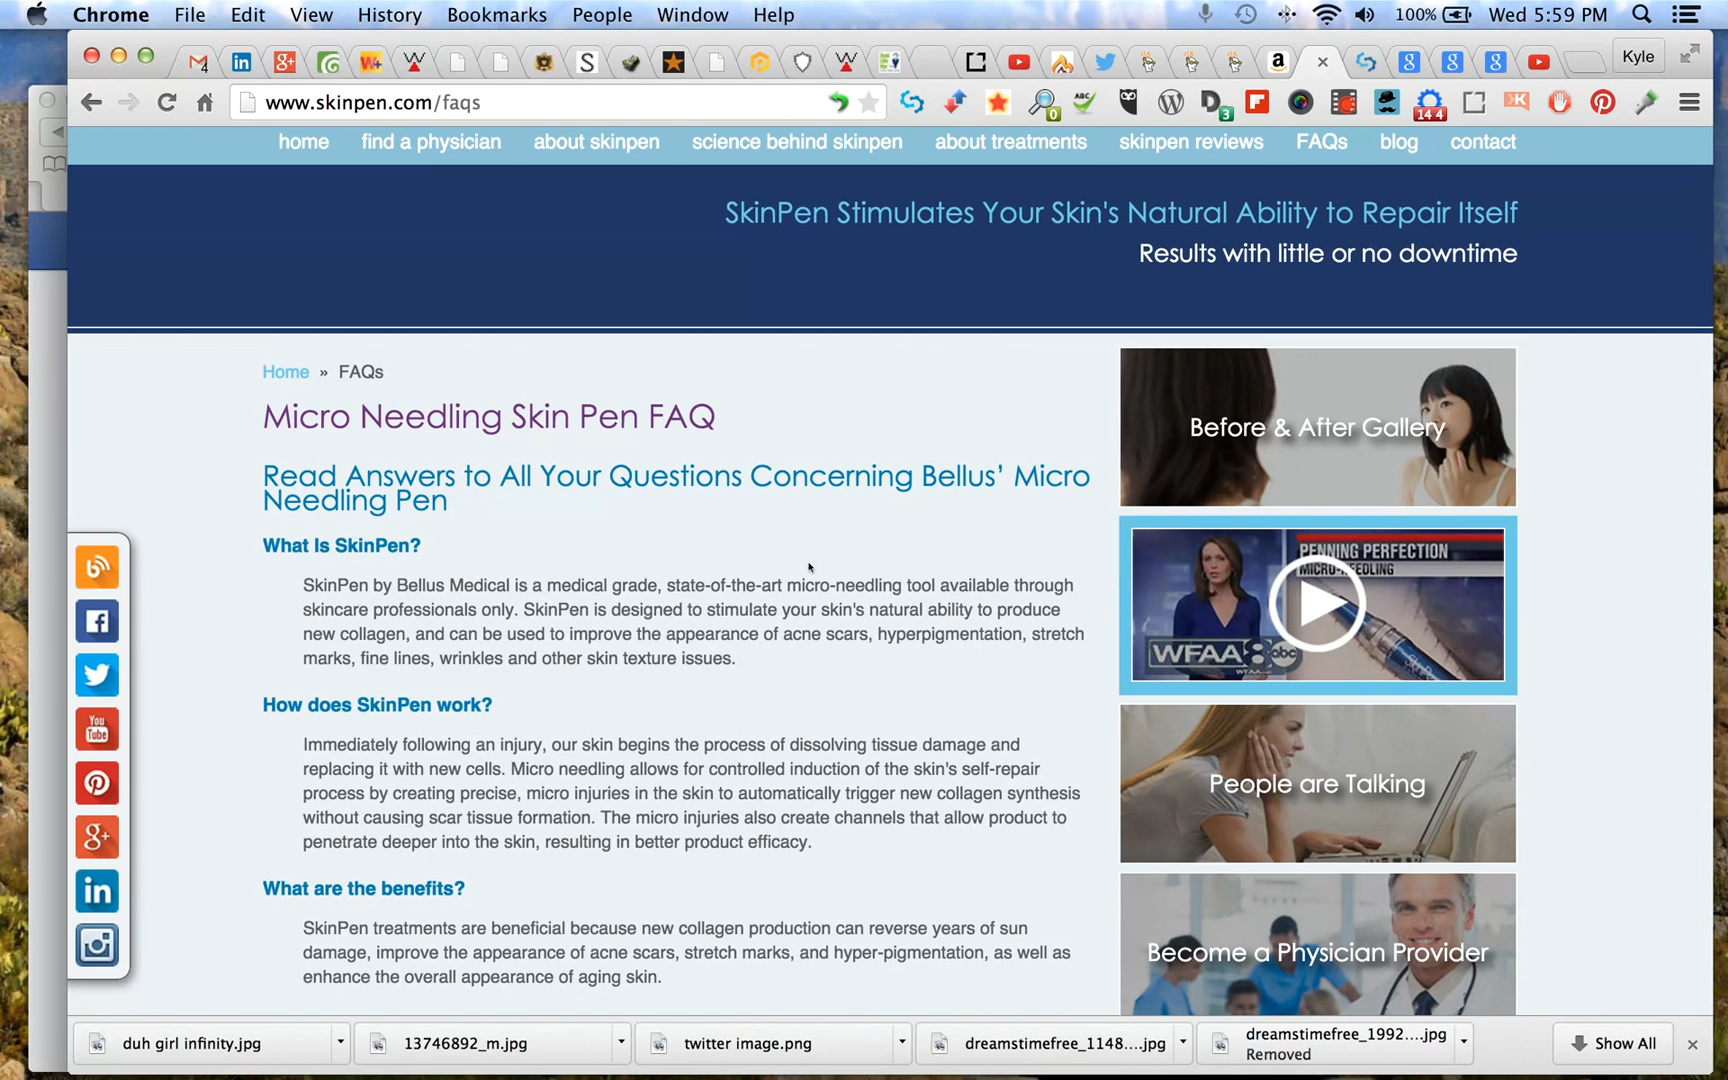 Chrome File Edit View History Bookmarks People Window Help
100% Wed 5:59 PM
Kyle
www.skinpen.com/faqs
home find a physician about skinpen science behind skinpen about treatments skinpen reviews FAQs blog contact
SkinPen Stimulates Your Skin's Natural Ability to Repair Itself
Results with little or no downtime
Home » FAQs
Micro Needling Skin Pen FAQ
Read Answers to All Your Questions Concerning Bellus’ Micro
Needling Pen
What Is SkinPen?
SkinPen by Bellus Medical is a medical grade, state-of-the-art micro-needling tool available through
skincare professionals only. SkinPen is designed to stimulate your skin's natural ability to produce
new collagen, and can be used to improve the appearance of acne scars, hyperpigmentation, stretch
marks, fine lines, wrinkles and other skin texture issues.
How does SkinPen work?
Immediately following an injury, our skin begins the process of dissolving tissue damage and
replacing it with new cells. Micro needling allows for controlled induction of the skin's self-repair
process by creating precise, micro injuries in the skin to automatically trigger new collagen synthesis
without causing scar tissue formation. The micro injuries also create channels that allow product to
penetrate deeper into the skin, resulting in better product efficacy.
What are the benefits?
SkinPen treatments are beneficial because new collagen production can reverse years of sun
damage, improve the appearance of acne scars, stretch marks, and hyper-pigmentation, as well as
enhance the overall appearance of aging skin.
Before & After Gallery
PENNING PERFECTION
MICRO-NEEDLING
WFAA 8 abc
WFAA.COM
People are Talking
Become a Physician Provider
You
Tube
duh girl infinity.jpg
13746892_m.jpg
twitter image.png
dreamstimefree_1148....jpg
dreamstimefree_1992....jpg
Removed
Show All